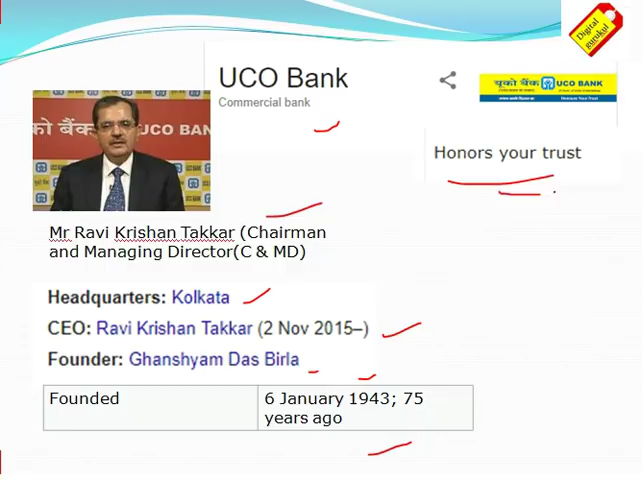 Digital
gurukul
UCO Bank
Commercial bank
यूको बैंक UCO BANK
Honours Your Trust
को बैंक UCO BANK
Honors your trust
Mr Ravi Krishan Takkar (Chairman
and Managing Director(C & MD)
Headquarters: Kolkata
CEO: Ravi Krishan Takkar (2 Nov 2015–)
Founder: Ghanshyam Das Birla
Founded
6 January 1943; 75
years ago